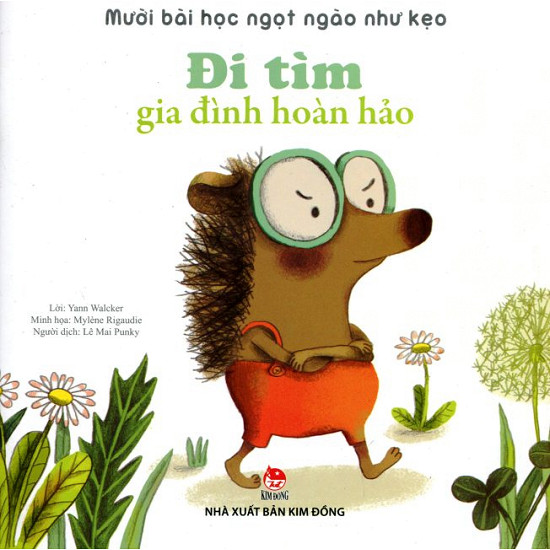 Mười bài học ngọt ngào như kẹo
Đi tìm
gia đình hoàn hảo
Lời: Yann Walcker
Minh họa: Mylène Rigaudie
Người dịch: Lê Mai Punky
KIM ĐỒNG
NHÀ XUẤT BẢN KIM ĐỒNG